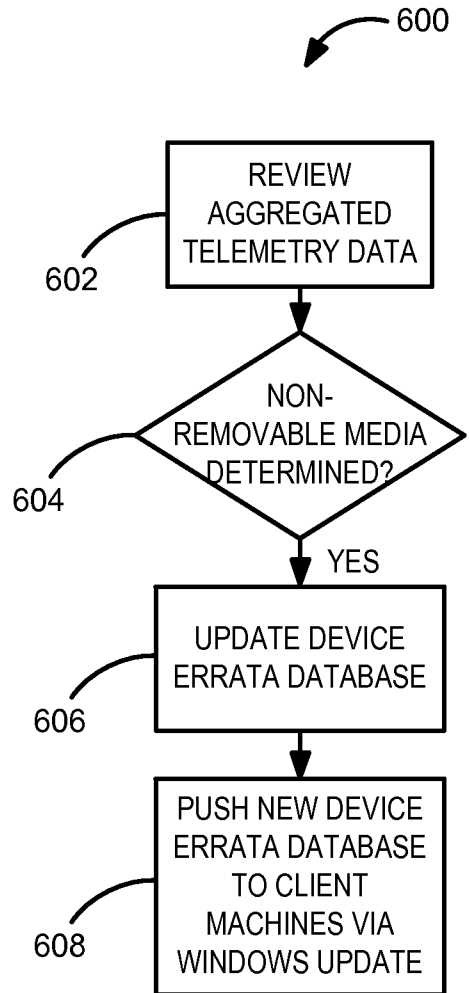 600
REVIEW
AGGREGATED
TELEMETRY DATA
602
NON-
REMOVABLE MEDIA
DETERMINED?
604
YES
UPDATE DEVICE
ERRATA DATABASE
606
PUSH NEW DEVICE
ERRATA DATABASE
TO CLIENT
MACHINES VIA
WINDOWS UPDATE
608